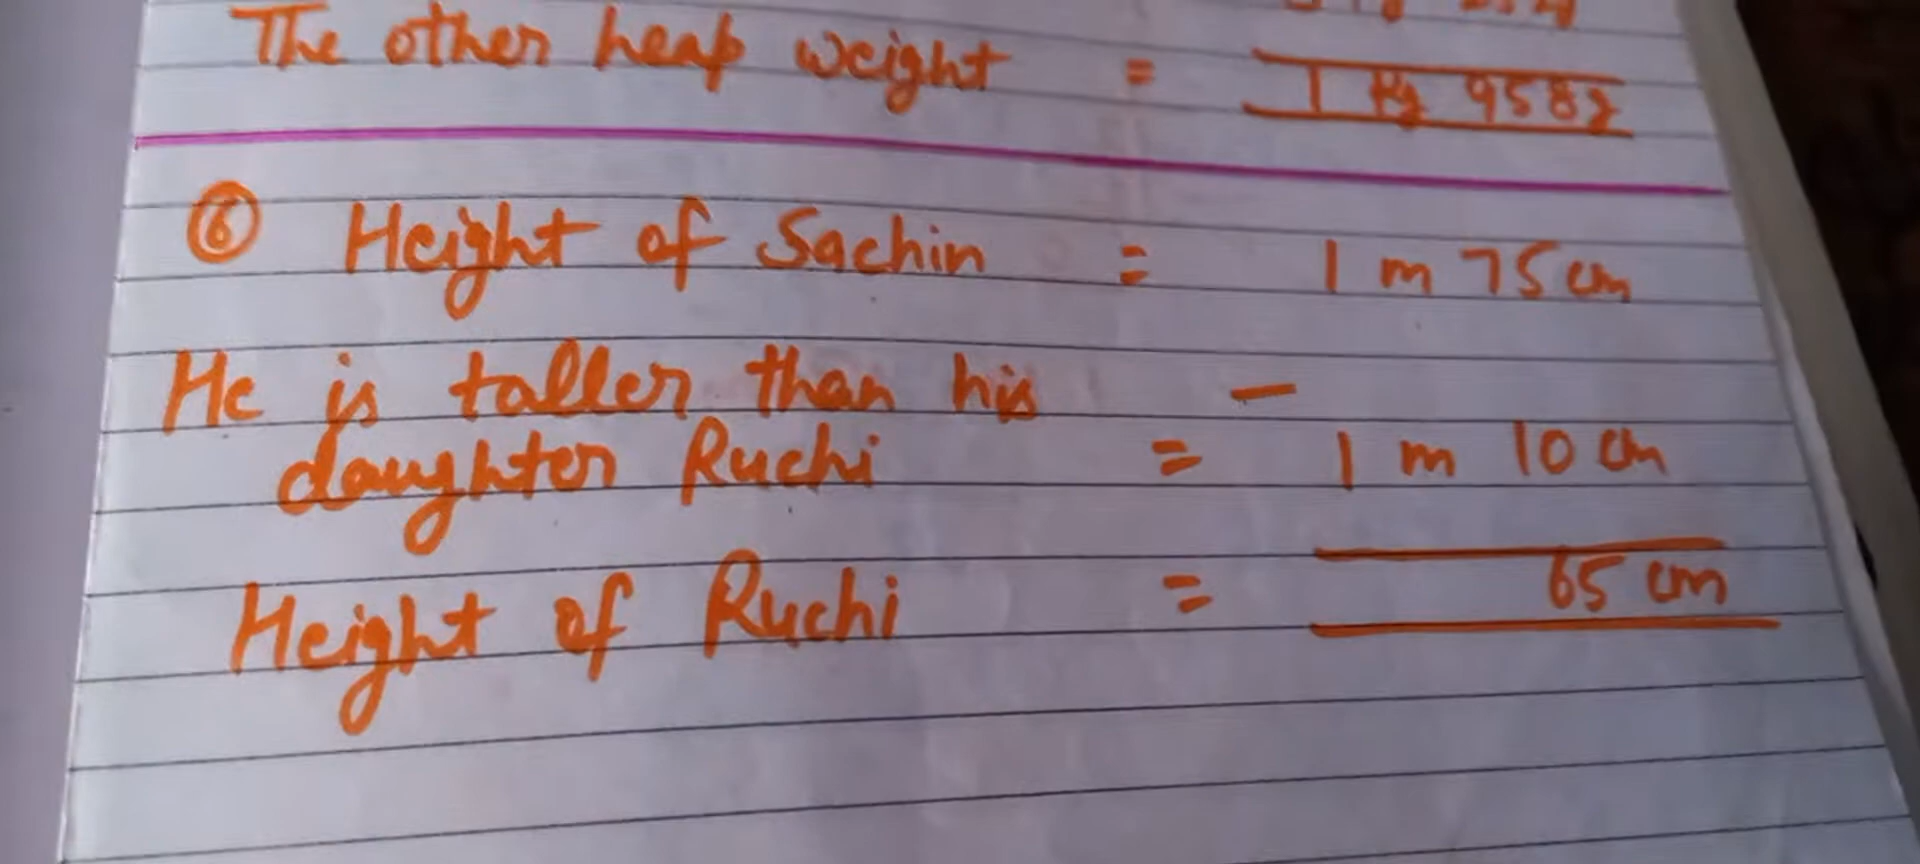 The other heap weight = 1 kg 958g
⑥ Height of Sachin = 1 m 75 cm
He is taller than his -
daughter Ruchi = 1 m 10 cm
Height of Ruchi = 65 cm